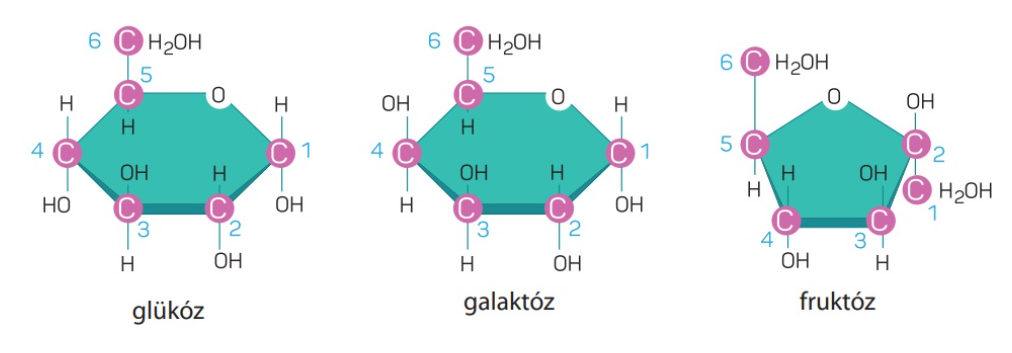 6 C H₂OH
5
C O
H H
4 C C 1
H
OH H
HO OH
C C
3 2
H OH
glükóz
6 C H₂OH
5
C O
OH H
4 C C 1
H
OH H
H OH
C C
3 2
H OH
galaktóz
6 C H₂OH
O OH
5 C C 2
H H OH
C H₂OH
1
C C
4 3
OH H
fruktóz